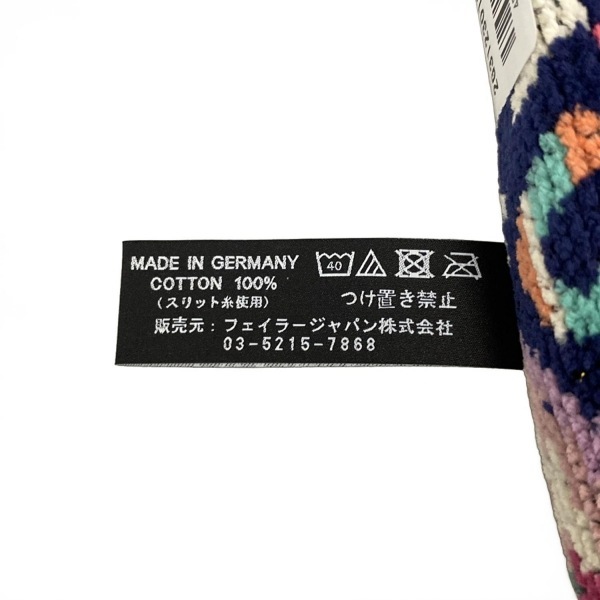 MADE IN GERMANY
COTTON 100%
(スリット糸使用)
40
つけ置き禁止
販売元：フェイラージャパン株式会社
03-5215-7868